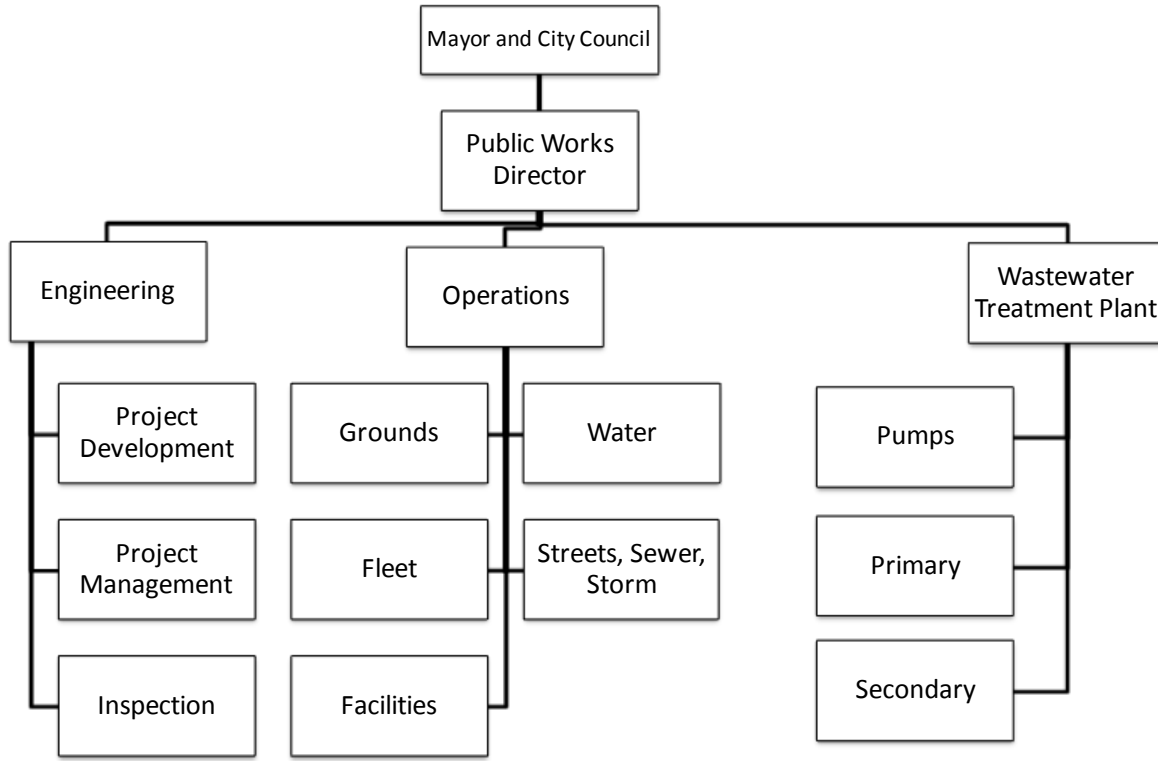 Mayor and City Council
Public Works
Director
Engineering
Operations
Wastewater
Treatment Plant
Project
Development
Grounds
Water
Pumps
Project
Management
Fleet
Streets, Sewer,
Storm
Primary
Inspection
Facilities
Secondary